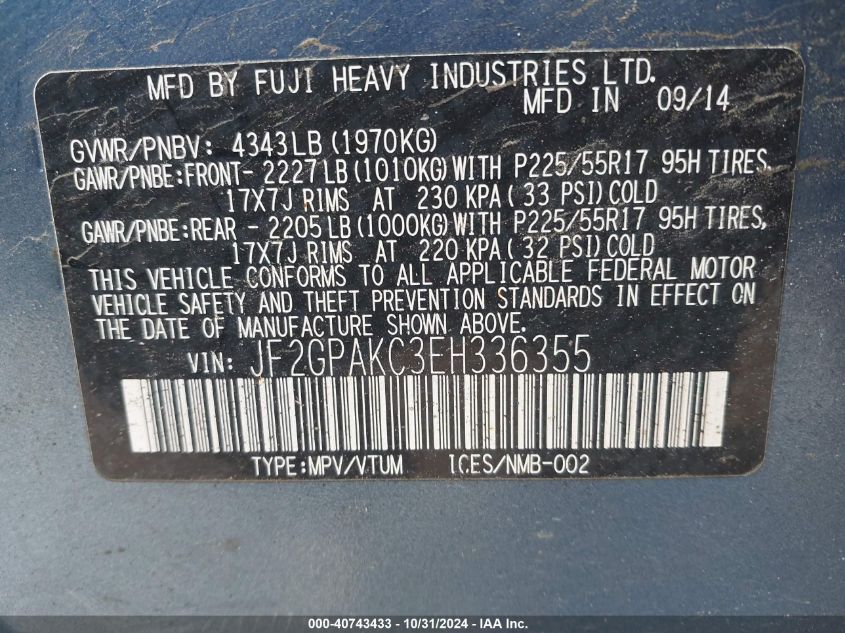 MFD BY FUJI HEAVY INDUSTRIES LTD.
MFD IN 09/14
GVWR/PNBV: 4343LB (1970KG)
GAWR/PNBE:FRONT- 2227LB (1010KG) WITH P225/55R17 95H TIRES,
17X7J RIMS AT 230 KPA ( 33 PSI) COLD
GAWR/PNBE:REAR - 2205LB (1000KG) WITH P225/55R17 95H TIRES,
17X7J RIMS AT 220 KPA ( 32 PSI) COLD
THIS VEHICLE CONFORMS TO ALL APPLICABLE FEDERAL MOTOR
VEHICLE SAFETY AND THEFT PREVENTION STANDARDS IN EFFECT ON
THE DATE OF MANUFACTURE SHOWN ABOVE.
VIN: JF2GPAKC3EH336355
TYPE:MPV/VTUM ICES/NMB-002
000-40743433 - 10/31/2024 - IAA Inc.